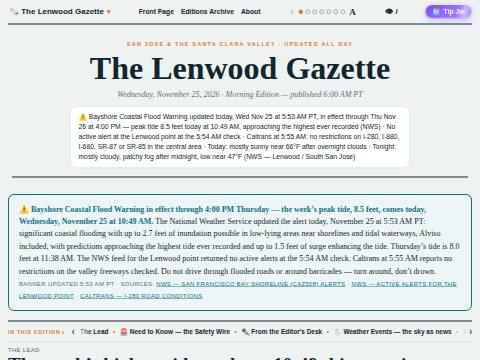 The Lenwood Gazette ▾ Front Page Editions Archive About A A / Tip Jar
SAN JOSE & THE SANTA CLARA VALLEY · UPDATED ALL DAY
The Lenwood Gazette
Wednesday, November 25, 2026 · Morning Edition — published 6:00 AM PT
⚠️ Bayshore Coastal Flood Warning updated today, Wed Nov 25 at 5:53 AM PT, in effect through Thu Nov
26 at 4:00 PM — peak tide 8.5 feet today at 10:49 AM, approaching the highest ever recorded (NWS) · No
active alert at the Lenwood point at the 5:54 AM check · Caltrans at 5:55 AM: no restrictions on I-280, I-880,
I-680, SR-87 or SR-85 in the central area · Today: mostly sunny near 66°F after overnight clouds · Tonight:
mostly cloudy, patchy fog after midnight, low near 47°F (NWS — Lenwood / South San Jose)
⚠️ Bayshore Coastal Flood Warning in effect through 4:00 PM Thursday — the week's peak tide, 8.5 feet, comes today,
Wednesday, November 25, at 10:49 AM. The National Weather Service updated the alert today, November 25 at 5:53 AM PT:
significant coastal flooding with up to 2.7 feet of inundation possible in low-lying areas near shorelines and tidal waterways, Alviso
included, with predictions approaching the highest tide ever recorded and up to 1.5 feet of surge enhancing the tide. Thursday's tide is 8.0
feet at 11:38 AM. The NWS feed for the Lenwood point returned no active alerts at the 5:54 AM check. Caltrans at 5:55 AM reports no
restrictions on the valley freeways checked. Do not drive through flooded roads or around barricades — turn around, don't drown.
BANNER UPDATED 5:53 AM PT · SOURCES: NWS — SAN FRANCISCO BAY SHORELINE (CAZ508) ALERTS · NWS — ACTIVE ALERTS FOR THE
LENWOOD POINT · CALTRANS — I-280 ROAD CONDITIONS
IN THIS EDITION ▸ ‹ The Lead • 🚨 Need to Know — the Safety Wire • From the Editor's Desk • Weather Events — the sky as news • ›
THE LEAD